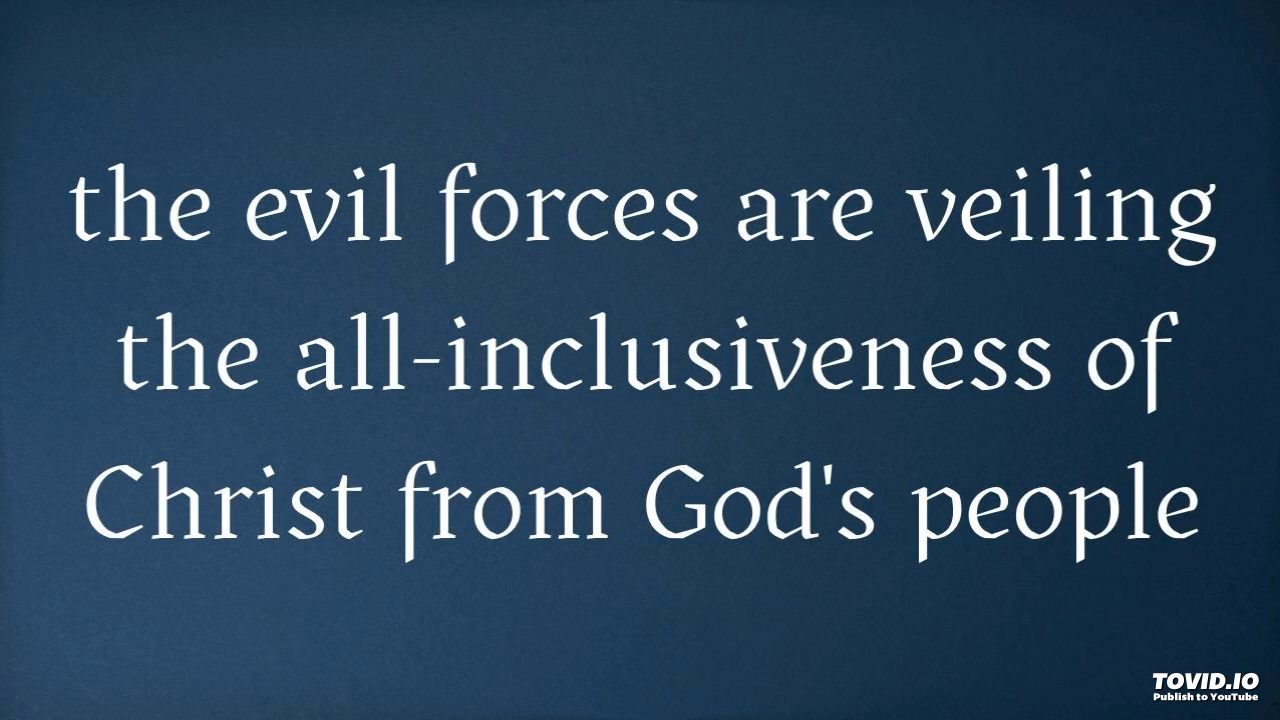 the evil forces are veiling
the all-inclusiveness of
Christ from God's people
TOVID.IO
Publish to YouTube